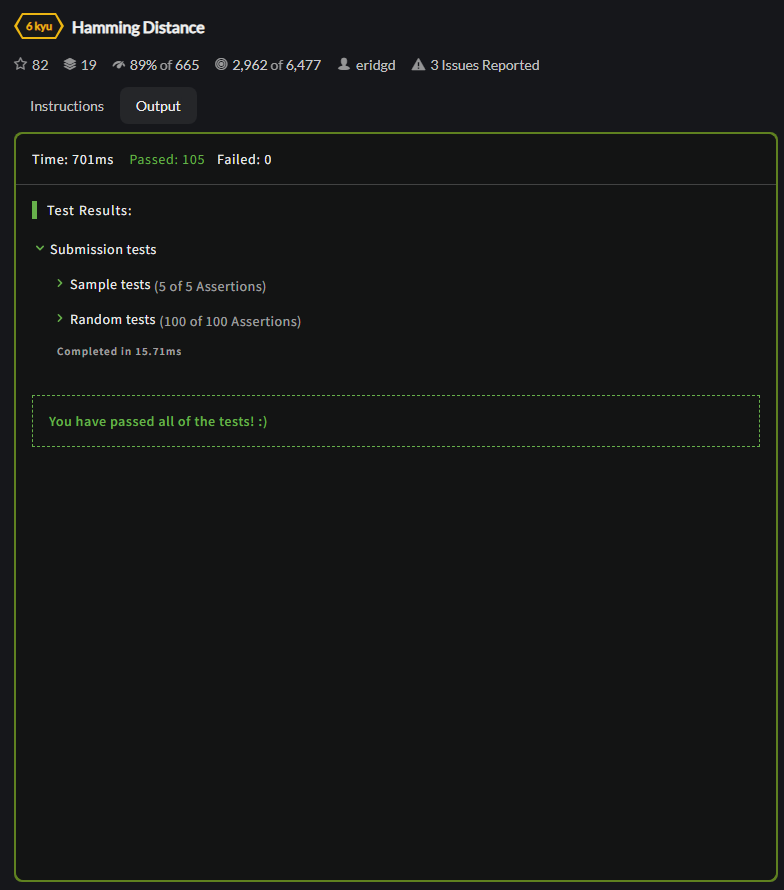 6 kyu Hamming Distance
82 19 89% of 665 2,962 of 6,477 eridgd 3 Issues Reported
Instructions Output
Time: 701ms Passed: 105 Failed: 0
Test Results:
Submission tests
Sample tests (5 of 5 Assertions)
Random tests (100 of 100 Assertions)
Completed in 15.71ms
You have passed all of the tests! :)